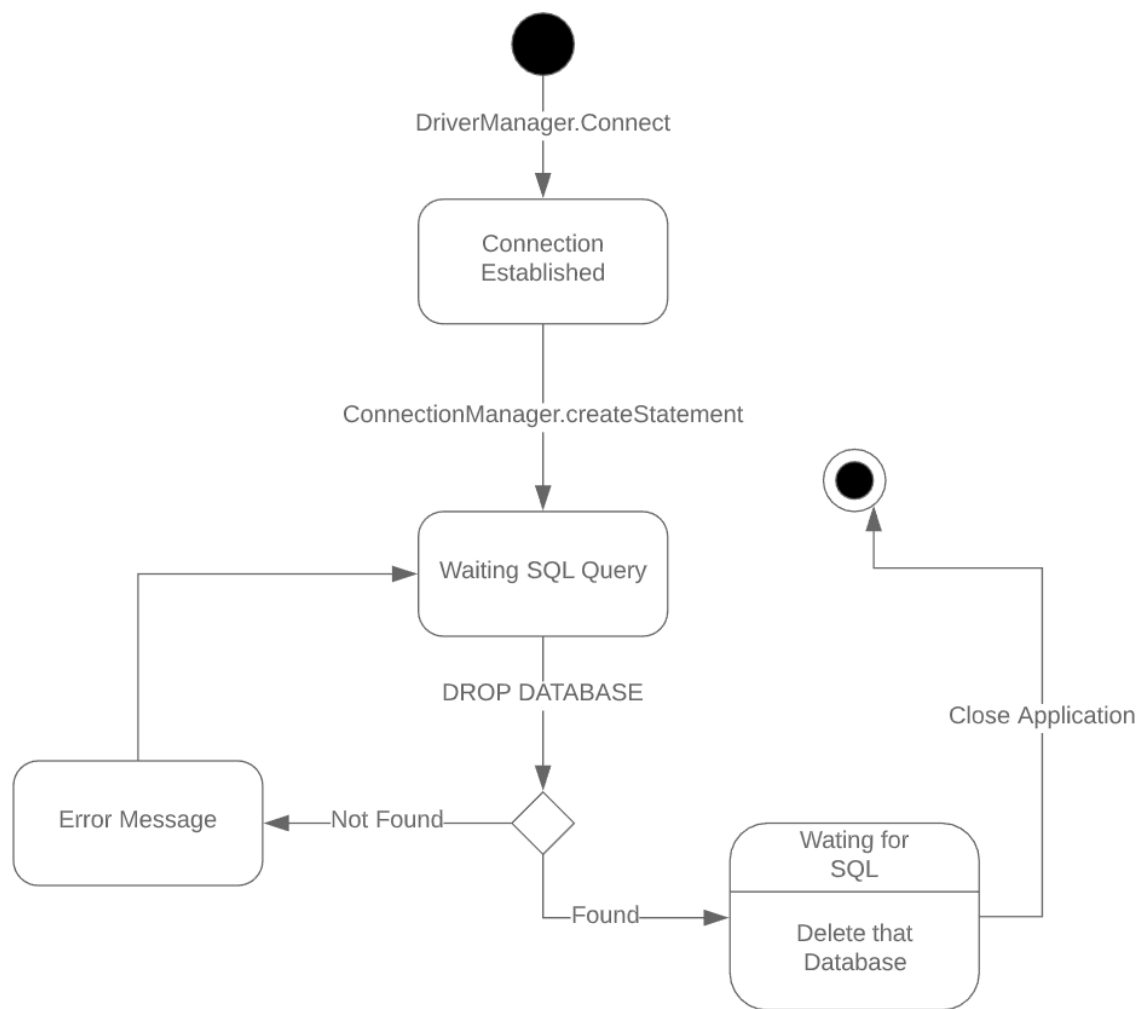 DriverManager.Connect
Connection
Established
ConnectionManager.createStatement
Waiting SQL Query
DROP DATABASE
Close Application
Error Message
Not Found
Wating for
SQL
Found
Delete that
Database